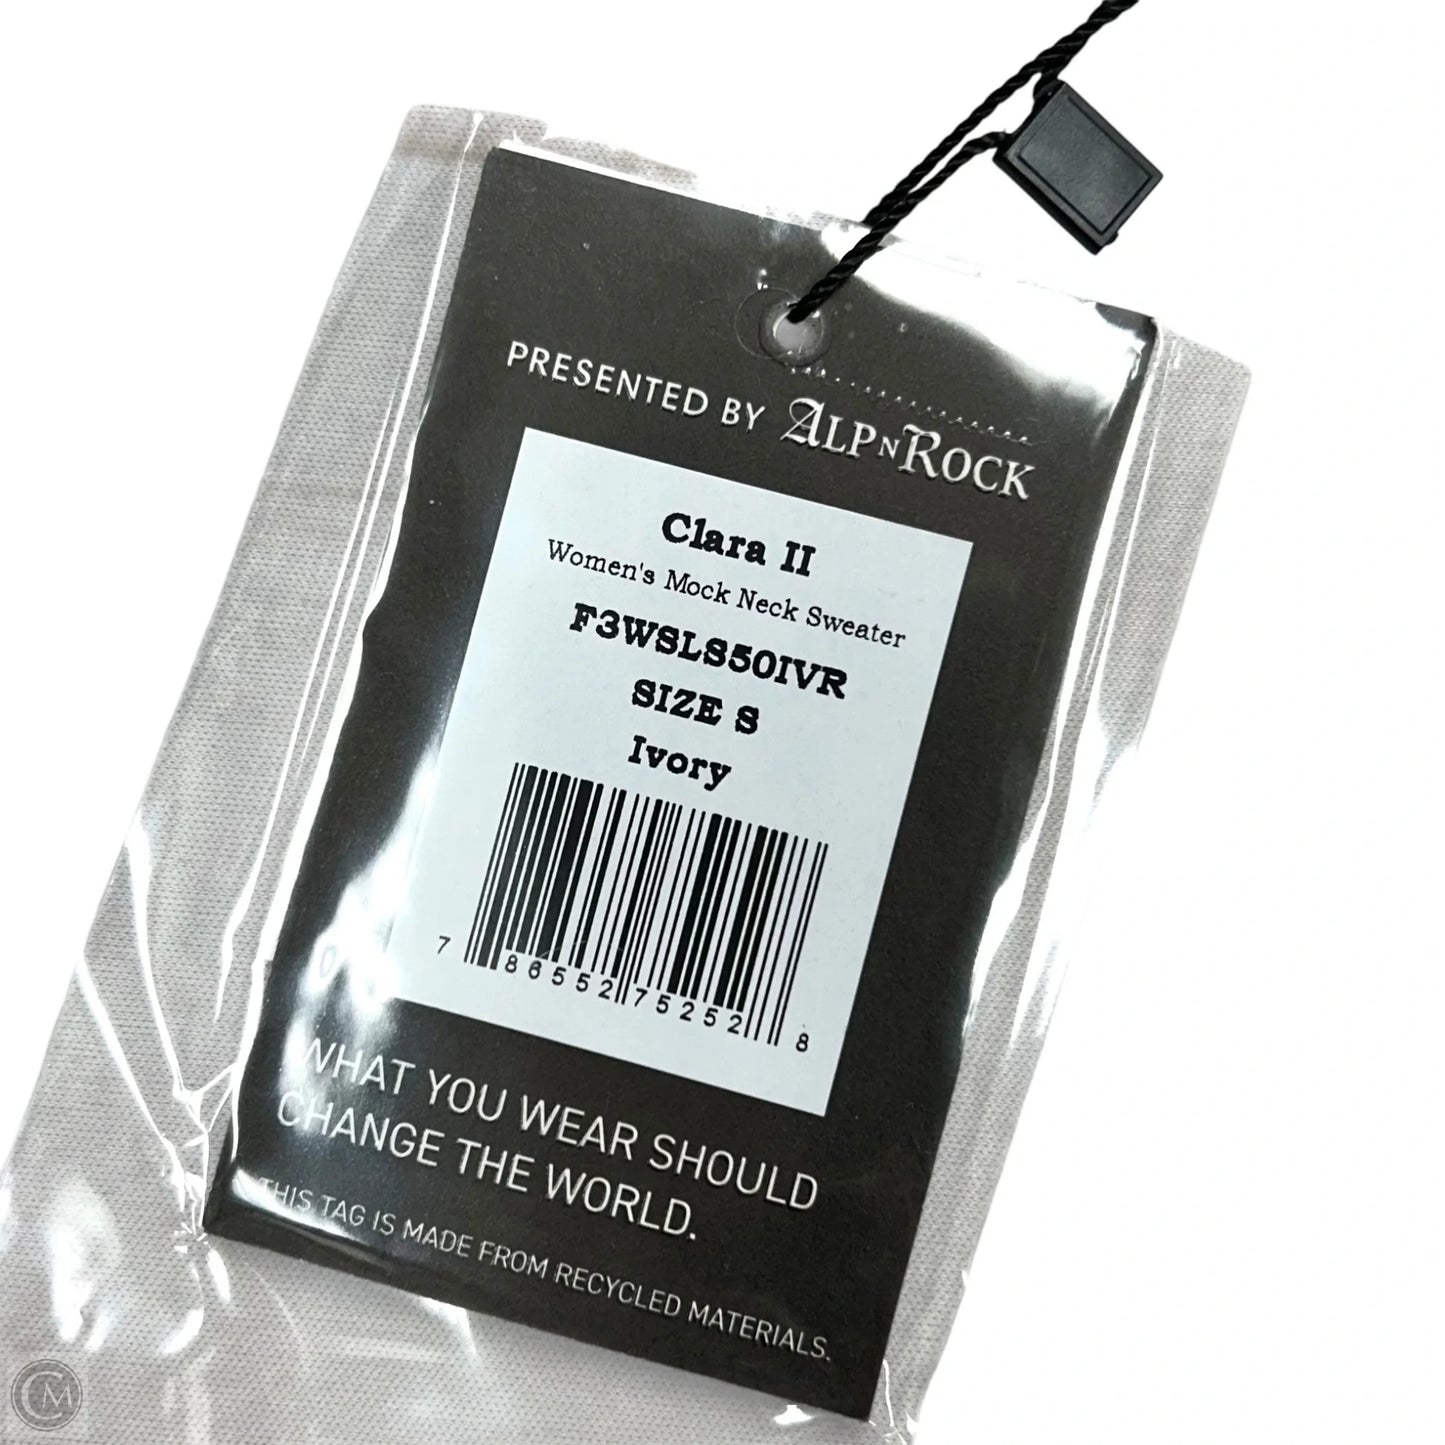 PRESENTED BY ALPNROCK
Clara II
Women's Mock Neck Sweater
F3WSLS50IVR
SIZE S
Ivory
7 86552 75252 8
WHAT YOU WEAR SHOULD
CHANGE THE WORLD.
THIS TAG IS MADE FROM RECYCLED MATERIALS.
CM